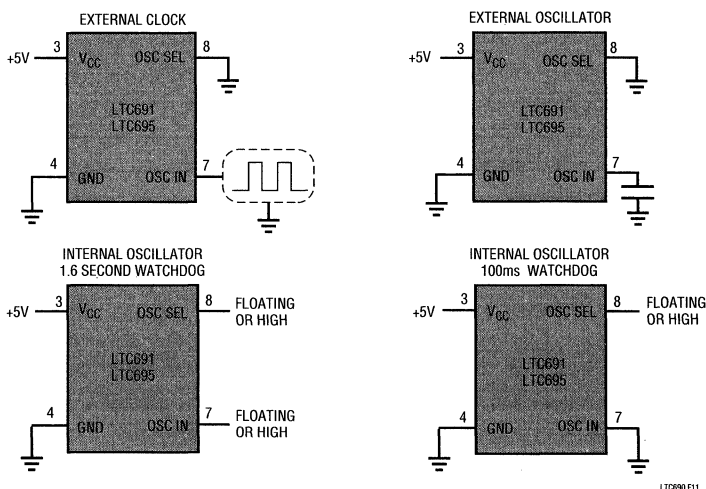 EXTERNAL CLOCK
+5V
3
VCC
OSC SEL
8
LTC691
LTC695
4
GND
OSC IN
7
EXTERNAL OSCILLATOR
+5V
3
VCC
OSC SEL
8
LTC691
LTC695
4
GND
OSC IN
7
INTERNAL OSCILLATOR
1.6 SECOND WATCHDOG
+5V
3
VCC
OSC SEL
8
FLOATING
OR HIGH
LTC691
LTC695
4
GND
OSC IN
7
FLOATING
OR HIGH
INTERNAL OSCILLATOR
100ms WATCHDOG
+5V
3
VCC
OSC SEL
8
FLOATING
OR HIGH
LTC691
LTC695
4
GND
OSC IN
7
LTC690 F11